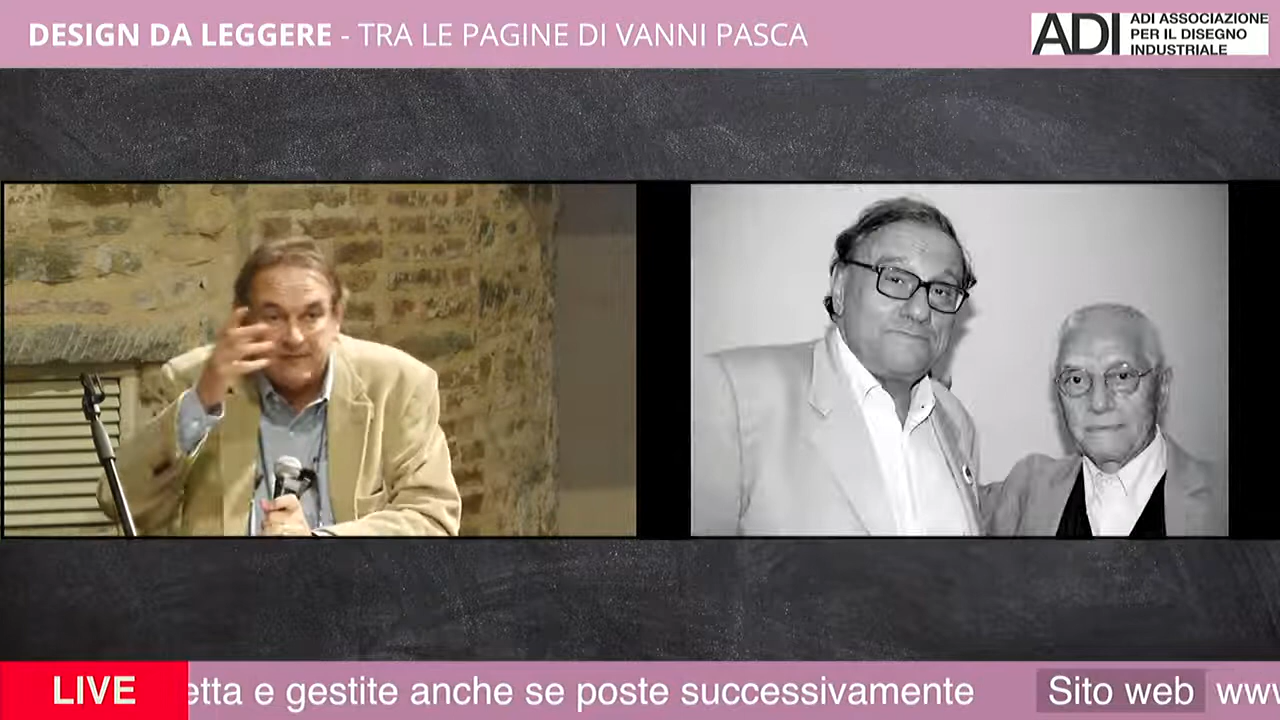 DESIGN DA LEGGERE - TRA LE PAGINE DI VANNI PASCA
ADI
ADI ASSOCIAZIONE
PER IL DISEGNO
INDUSTRIALE
LIVE
etta e gestite anche se poste successivamente
Sito web
www